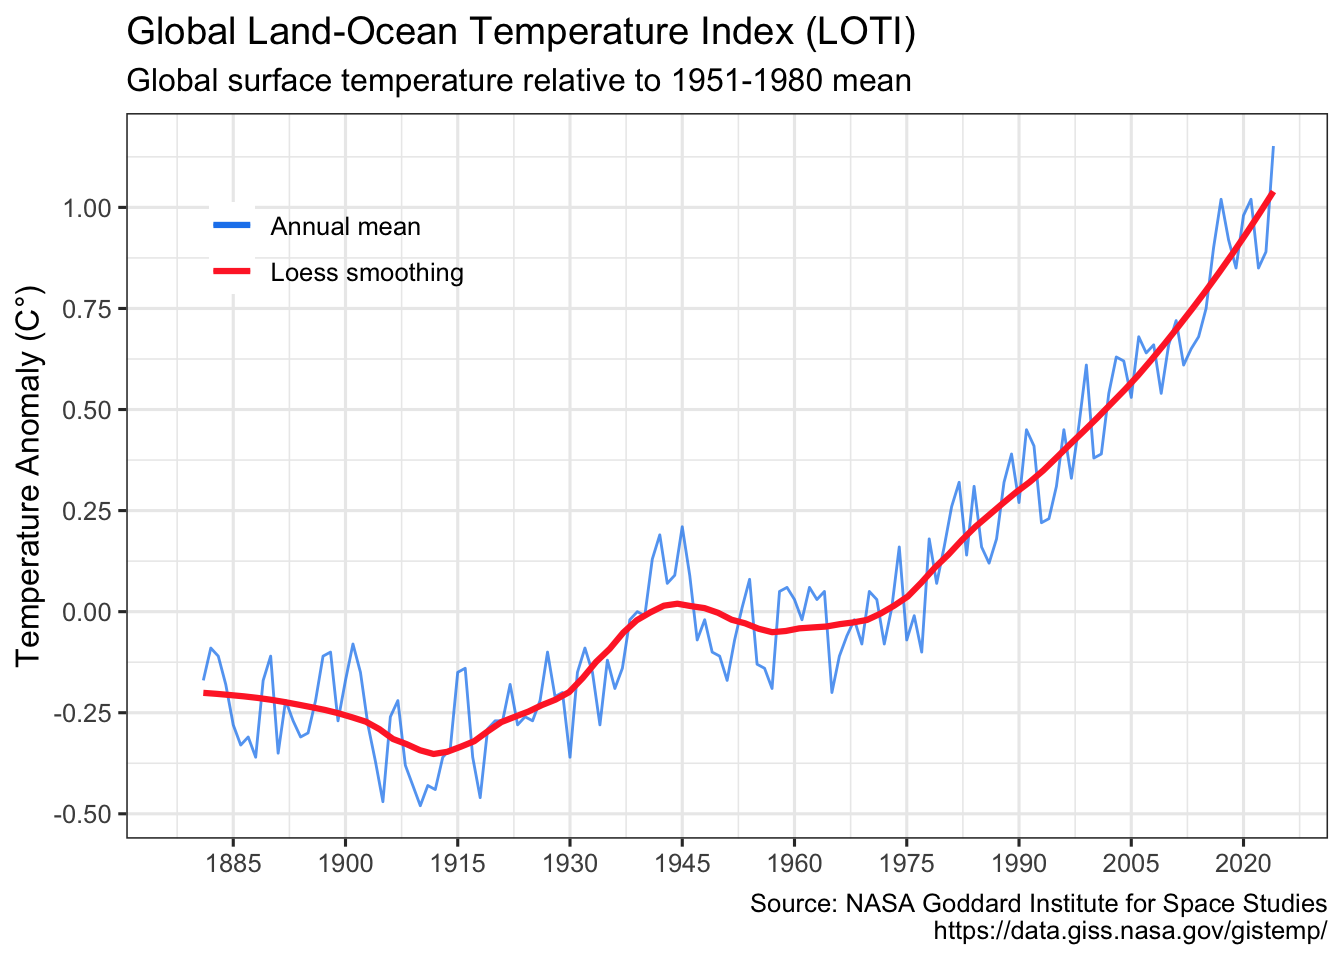 Global Land-Ocean Temperature Index (LOTI)
Global surface temperature relative to 1951-1980 mean
Temperature Anomaly (C°)
1.00
0.75
0.50
0.25
0.00
-0.25
-0.50
Annual mean
Loess smoothing
1885 1900 1915 1930 1945 1960 1975 1990 2005 2020
Source: NASA Goddard Institute for Space Studies
https://data.giss.nasa.gov/gistemp/